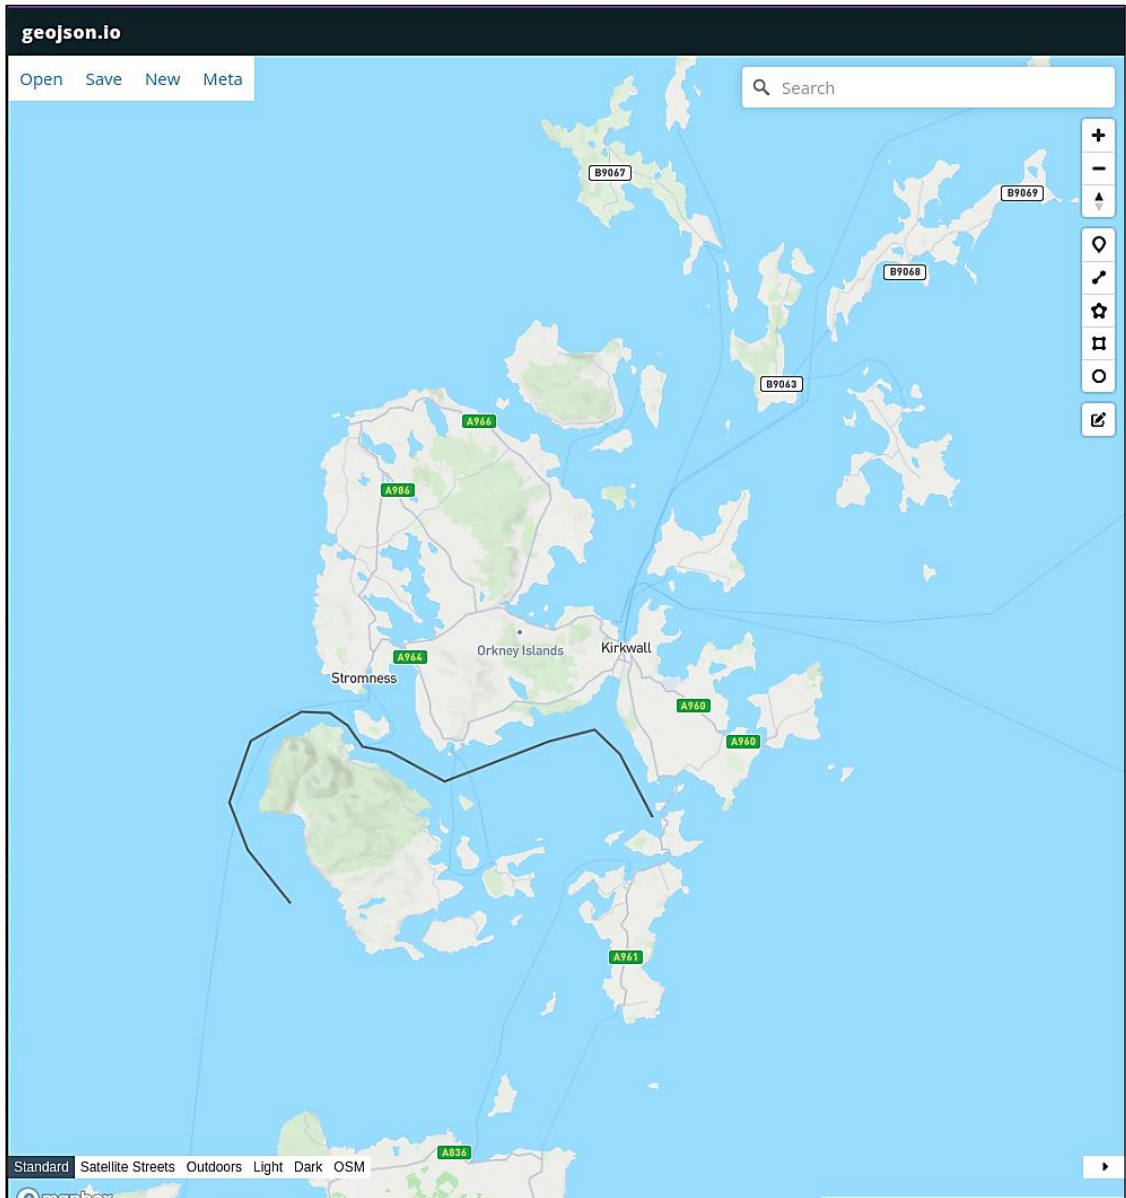 geojson.io
Open Save New Meta
Search
B9067
B9069
B9068
B9063
A966
A986
Orkney Islands
Kirkwall
A964
Stromness
A960
A960
A961
A836
Standard Satellite Streets Outdoors Light Dark OSM
mapbox